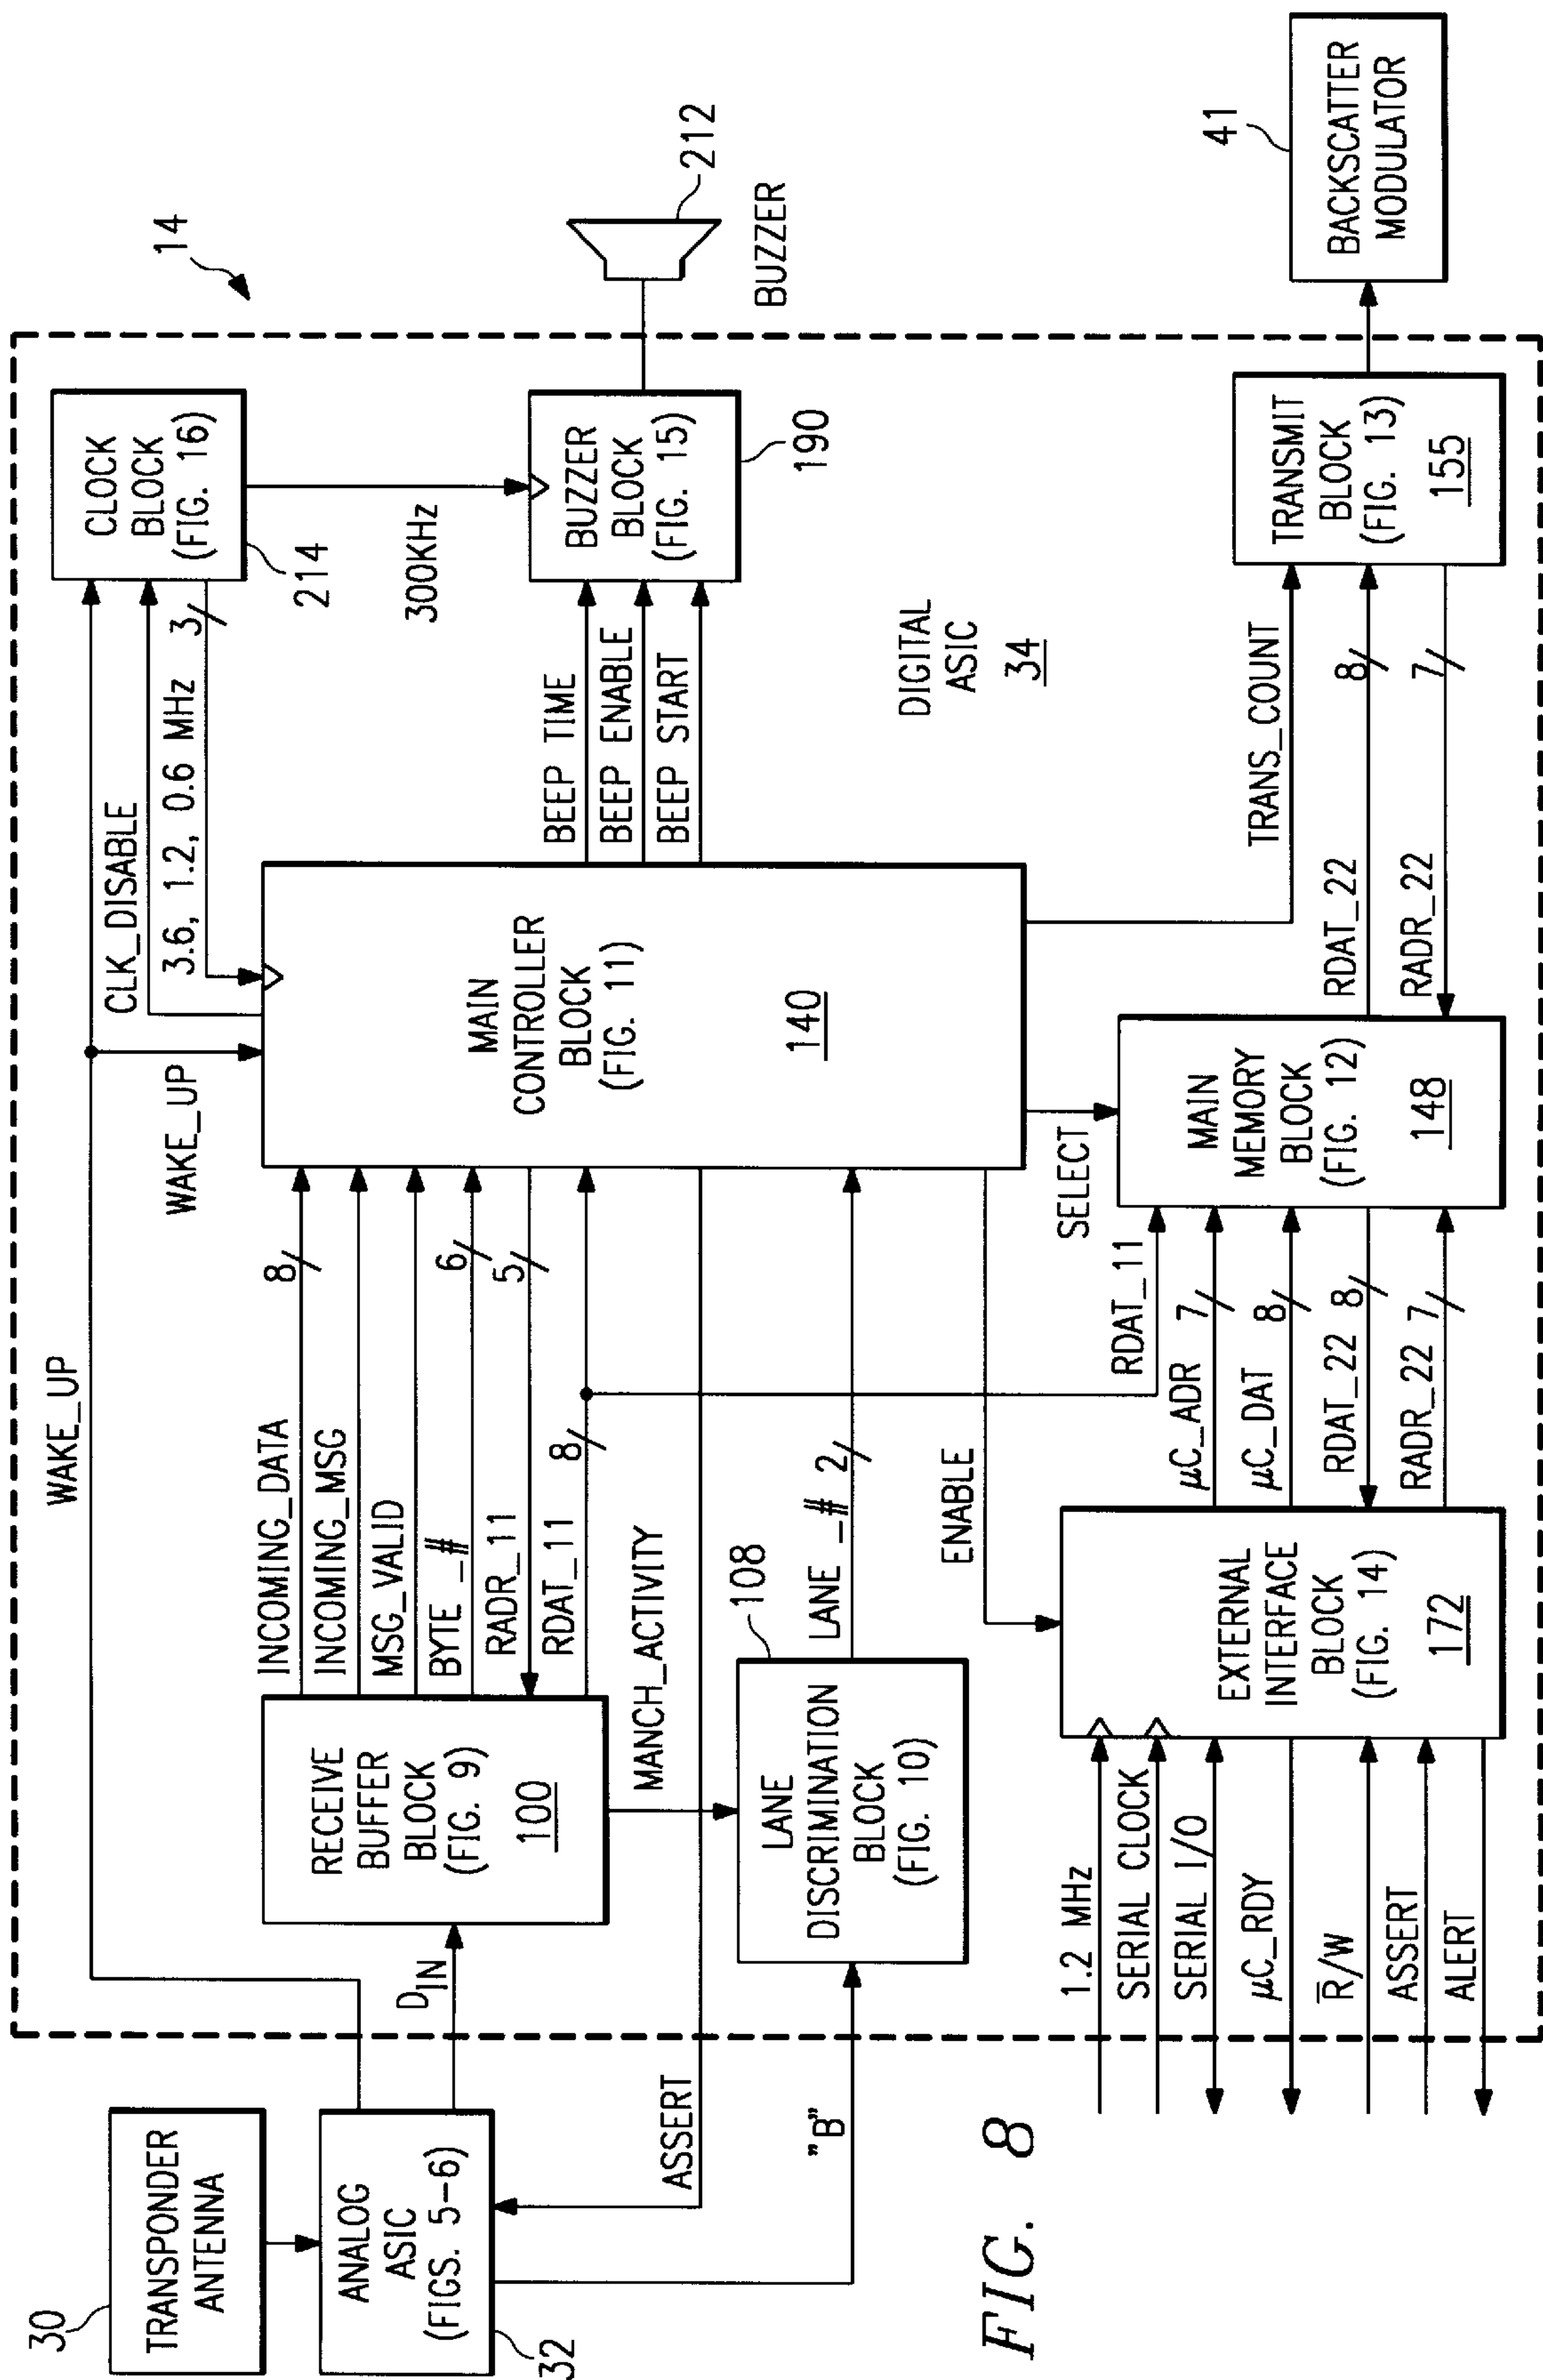 30
TRANSPONDER
ANTENNA
ANALOG
ASIC
(FIGS. 5-6)
32
WAKE_UP
WAKE_UP
D_IN
ASSERT
"B"
RECEIVE
BUFFER
BLOCK
(FIG. 9)
100
INCOMING_DATA
8
INCOMING_MSG
MSG_VALID
BYTE_#
6
RADR_11
5
RDAT_11
8
MANCH_ACTIVITY
108
LANE
DISCRIMINATION
BLOCK
(FIG. 10)
LANE_#
2
CLK_DISABLE
3.6, 1.2, 0.6 MHz
3
CLOCK
BLOCK
(FIG. 16)
214
14
300KHz
MAIN
CONTROLLER
BLOCK
(FIG. 11)
140
BEEP TIME
BEEP ENABLE
BEEP START
BUZZER
BLOCK
(FIG. 15)
190
212
BUZZER
DIGITAL
ASIC
34
ENABLE
SELECT
TRANS_COUNT
1.2 MHz
SERIAL CLOCK
SERIAL I/O
μC_RDY
R̅/W
ASSERT
ALERT
EXTERNAL
INTERFACE
BLOCK
(FIG. 14)
172
RDAT_11
μC_ADR 7
μC_DAT 8
RDAT_22 8
RADR_22 7
MAIN
MEMORY
BLOCK
(FIG. 12)
148
RDAT_22
8
RADR_22
7
TRANSMIT
BLOCK
(FIG. 13)
155
41
BACKSCATTER
MODULATOR
FIG. 8